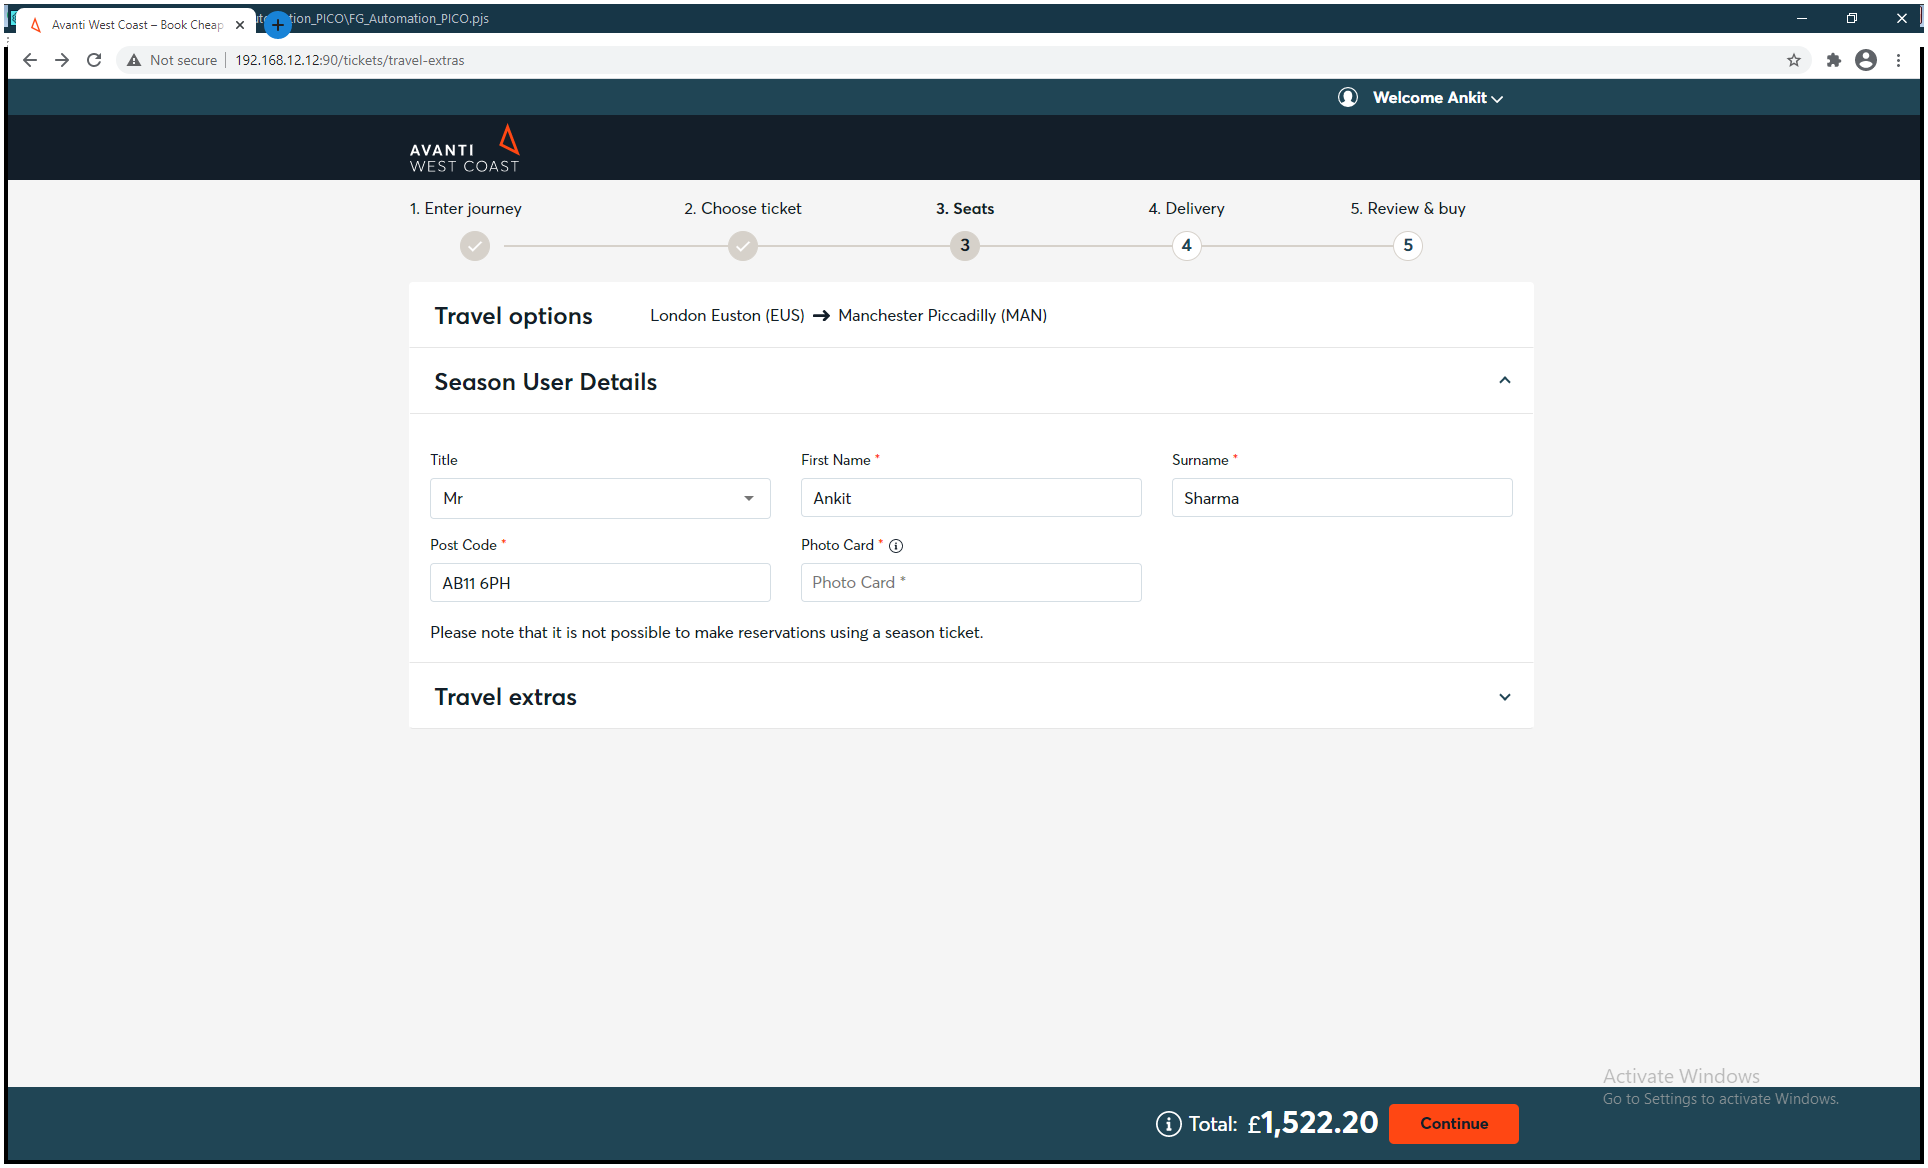 Avanti West Coast – Book Cheap
tion_PICO\FG_Automation_PICO.pjs
Not secure
192.168.12.12:90/tickets/travel-extras
Welcome Ankit
AVANTI
WEST COAST
1. Enter journey
2. Choose ticket
3. Seats
4. Delivery
5. Review & buy
3
4
5
Travel options
London Euston (EUS) → Manchester Piccadilly (MAN)
Season User Details
Title
First Name *
Surname *
Mr
Ankit
Sharma
Post Code *
Photo Card *
AB11 6PH
Photo Card *
Please note that it is not possible to make reservations using a season ticket.
Travel extras
Activate Windows
Go to Settings to activate Windows.
Total: £1,522.20
Continue